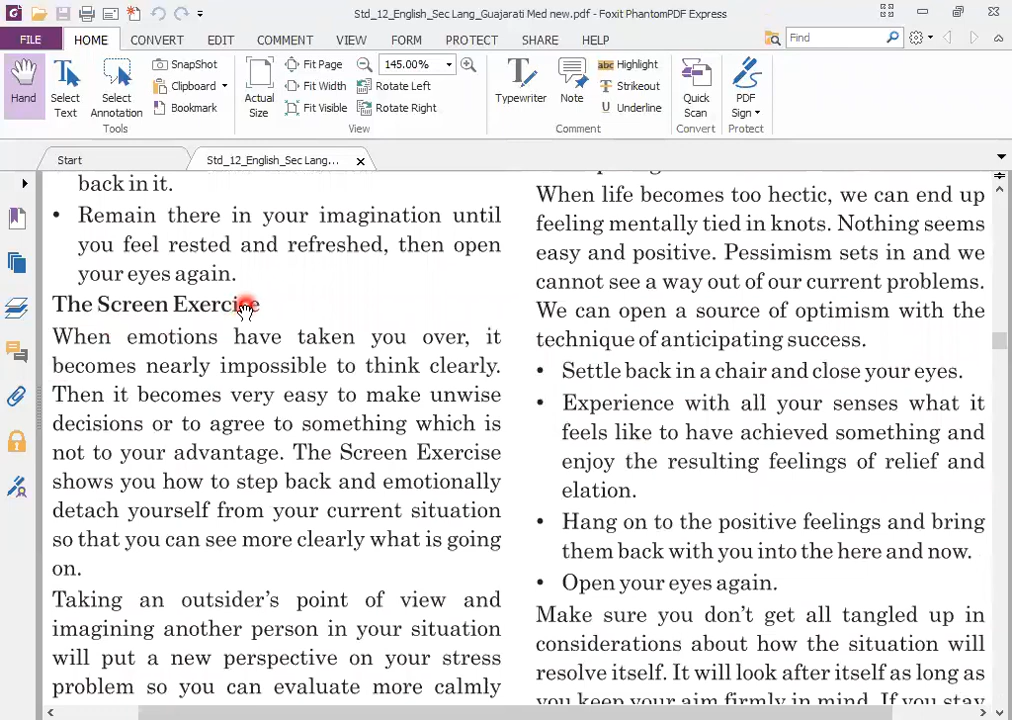 Std_12_English_Sec Lang_Guajarati Med new.pdf - Foxit PhantomPDF Express
FILE HOME CONVERT EDIT COMMENT VIEW FORM PROTECT SHARE HELP Find
Hand
Select Text
Select Annotation
SnapShot
Clipboard
Bookmark
Tools
Actual Size
Fit Page
Fit Width
Fit Visible
145.00%
Rotate Left
Rotate Right
View
Typewriter
Note
abc Highlight
Strikeout
U Underline
Comment
Quick Scan
Convert
PDF Sign
Protect
Start
Std_12_English_Sec Lang...
back in it.
• Remain there in your imagination until
you feel rested and refreshed, then open
your eyes again.
The Screen Exercise
When emotions have taken you over, it
becomes nearly impossible to think clearly.
Then it becomes very easy to make unwise
decisions or to agree to something which is
not to your advantage. The Screen Exercise
shows you how to step back and emotionally
detach yourself from your current situation
so that you can see more clearly what is going
on.
Taking an outsider's point of view and
imagining another person in your situation
will put a new perspective on your stress
problem so you can evaluate more calmly
When life becomes too hectic, we can end up
feeling mentally tied in knots. Nothing seems
easy and positive. Pessimism sets in and we
cannot see a way out of our current problems.
We can open a source of optimism with the
technique of anticipating success.
• Settle back in a chair and close your eyes.
• Experience with all your senses what it
feels like to have achieved something and
enjoy the resulting feelings of relief and
elation.
• Hang on to the positive feelings and bring
them back with you into the here and now.
• Open your eyes again.
Make sure you don't get all tangled up in
considerations about how the situation will
resolve itself. It will look after itself as long as
you keep your aim firmly in mind. If you stay